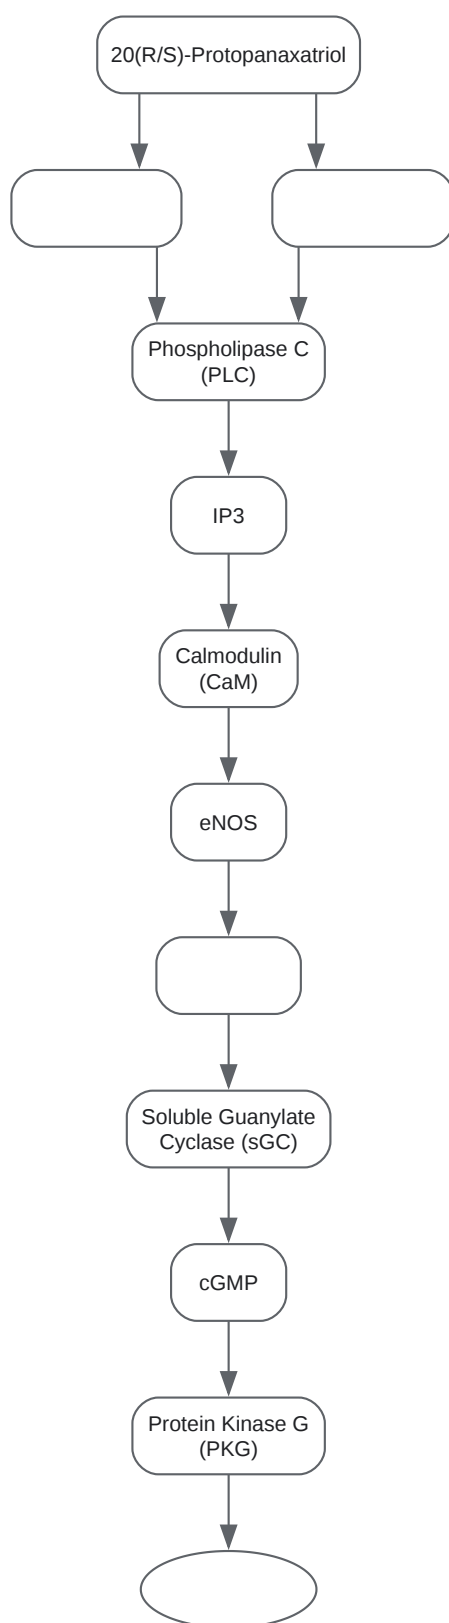 20(R/S)-Protopanaxatriol
Phospholipase C
(PLC)
IP3
Calmodulin
(CaM)
eNOS
Soluble Guanylate
Cyclase (sGC)
cGMP
Protein Kinase G
(PKG)